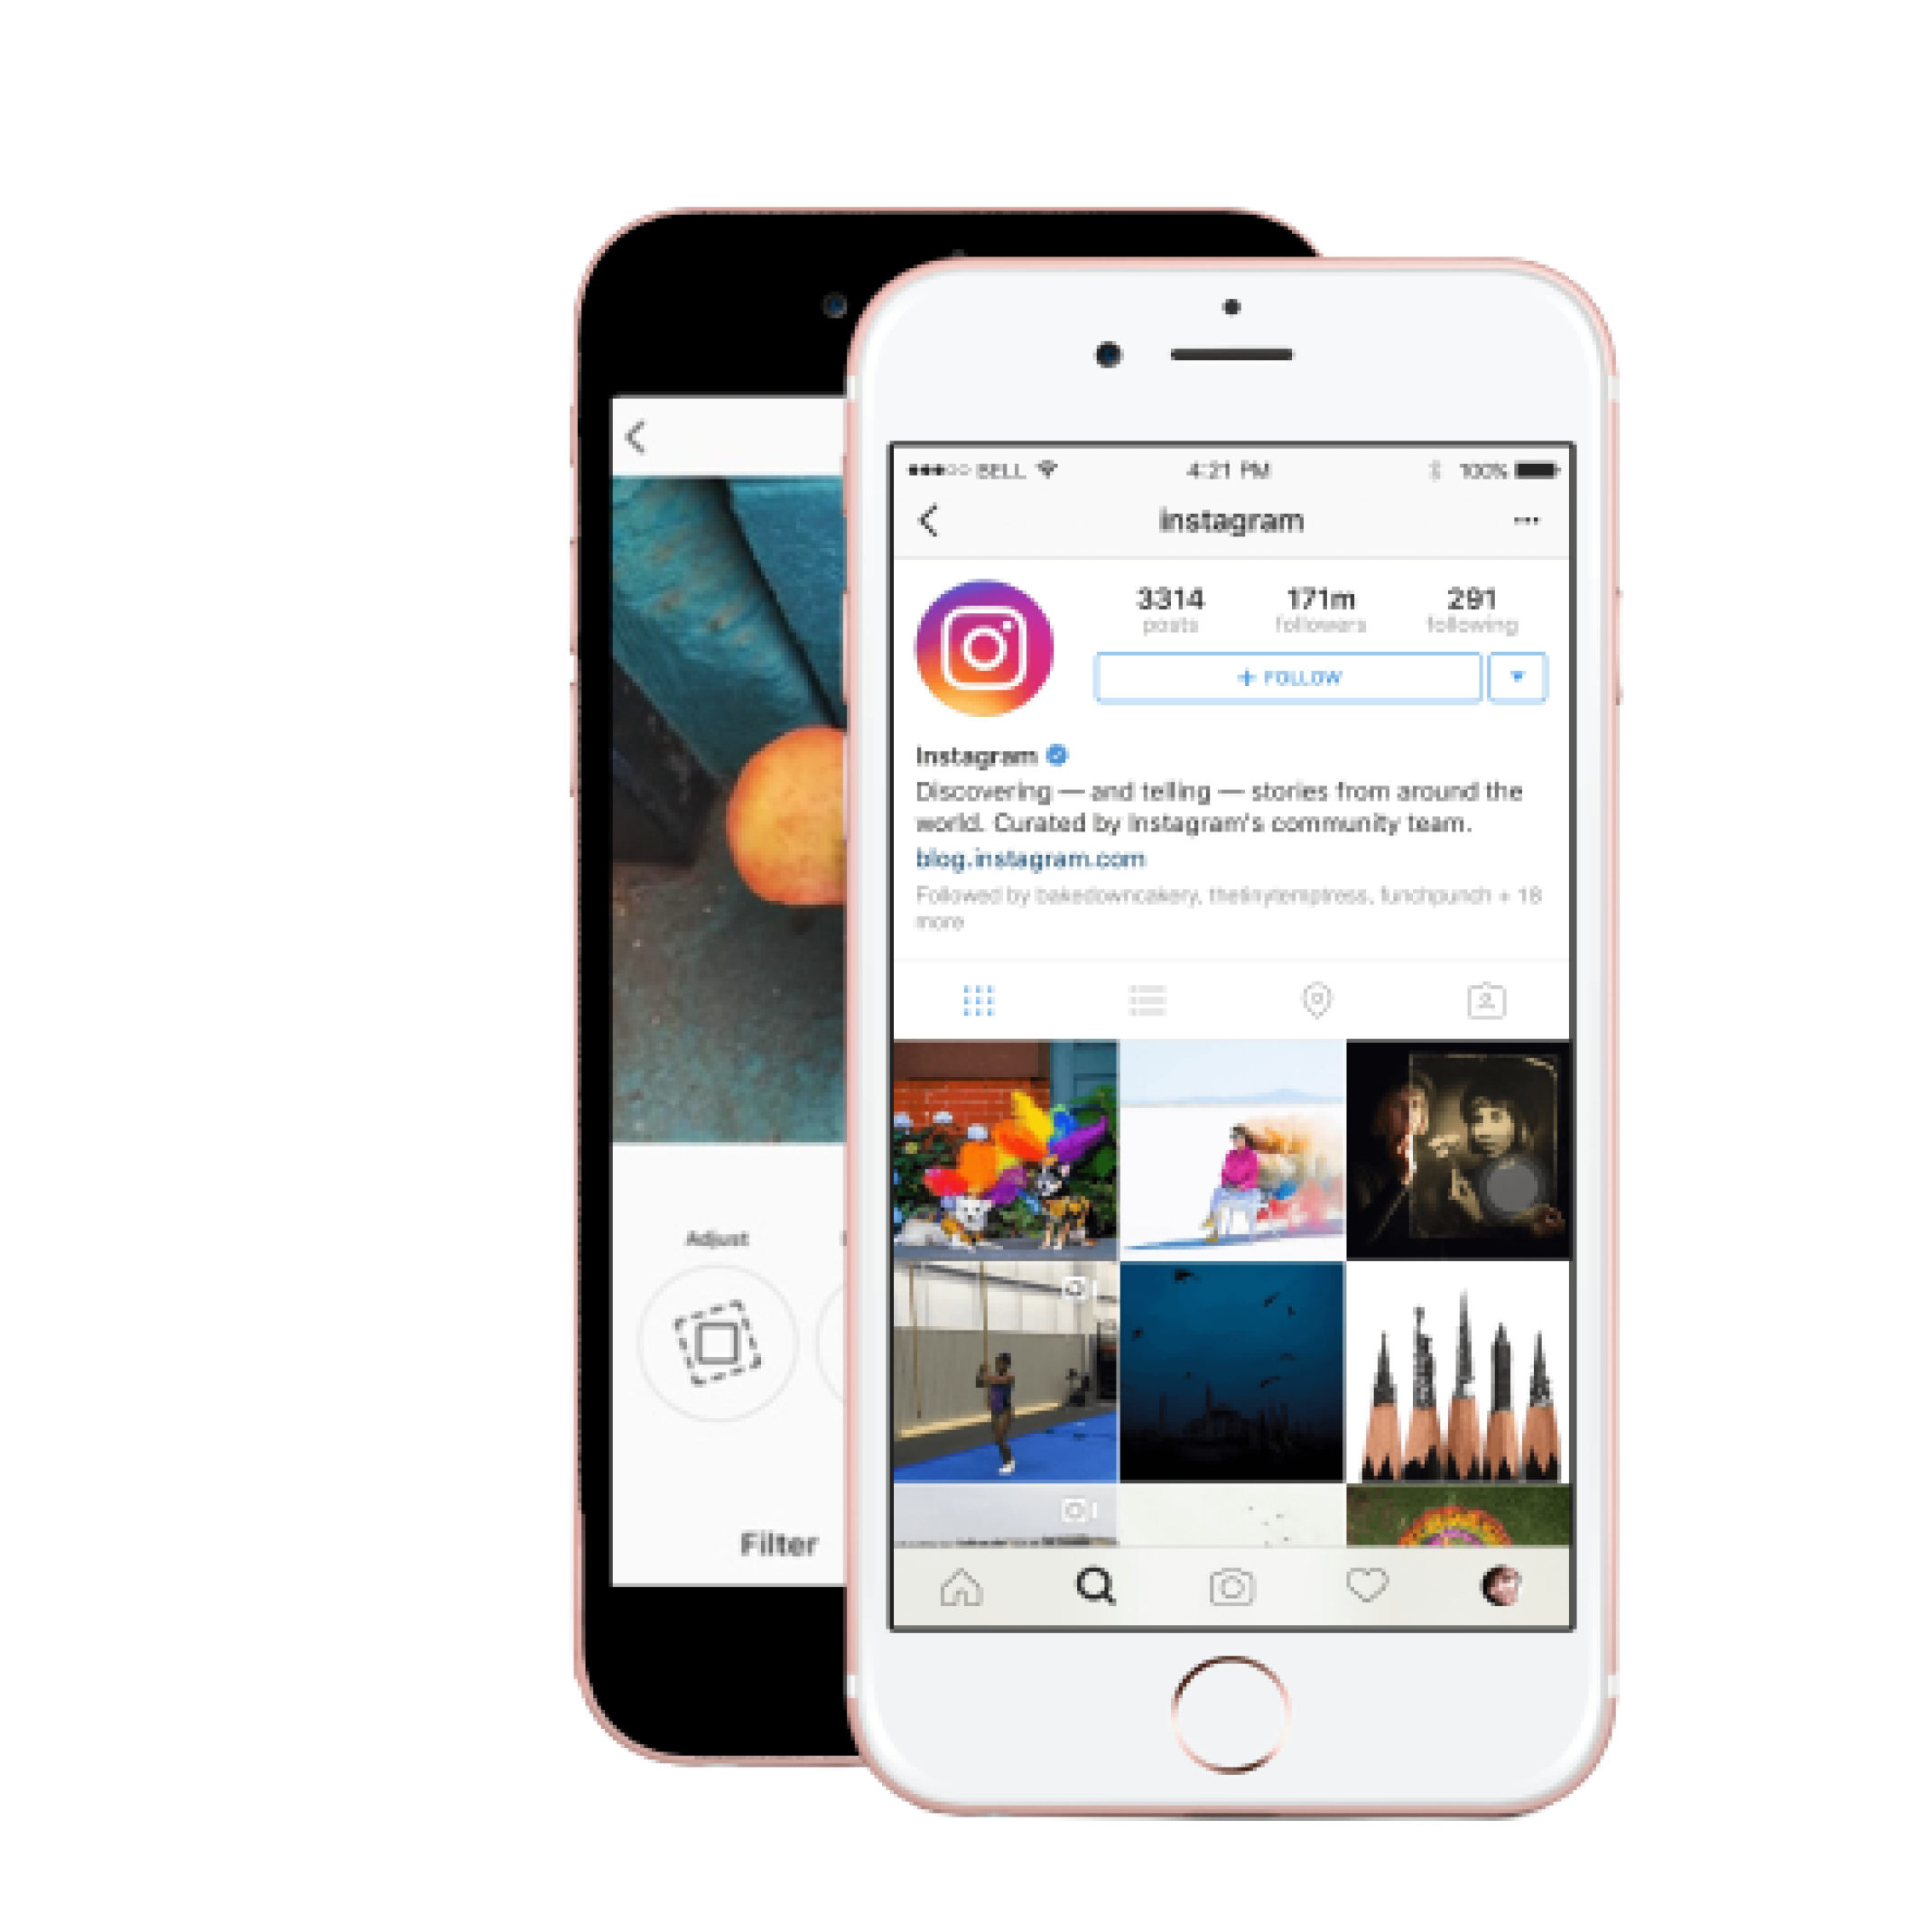 BELL 4:21 PM 100%
instagram
3314 171m 291
posts followers following
+ FOLLOW
Instagram
Discovering — and telling — stories from around the
world. Curated by Instagram's community team.
blog.instagram.com
Followed by bakedowncakery, thetinytemptress, lunchpunch + 18
more
Adjust
Filter